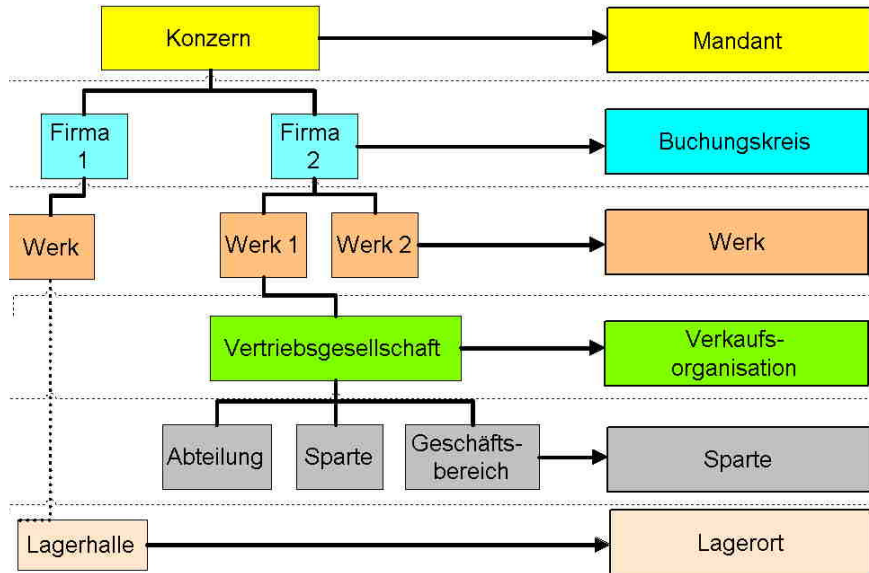 Konzern
Mandant
Firma
1
Firma
2
Buchungskreis
Werk
Werk 1
Werk 2
Werk
Vertriebsgesellschaft
Verkaufs-
organisation
Abteilung
Sparte
Geschäfts-
bereich
Sparte
Lagerhalle
Lagerort